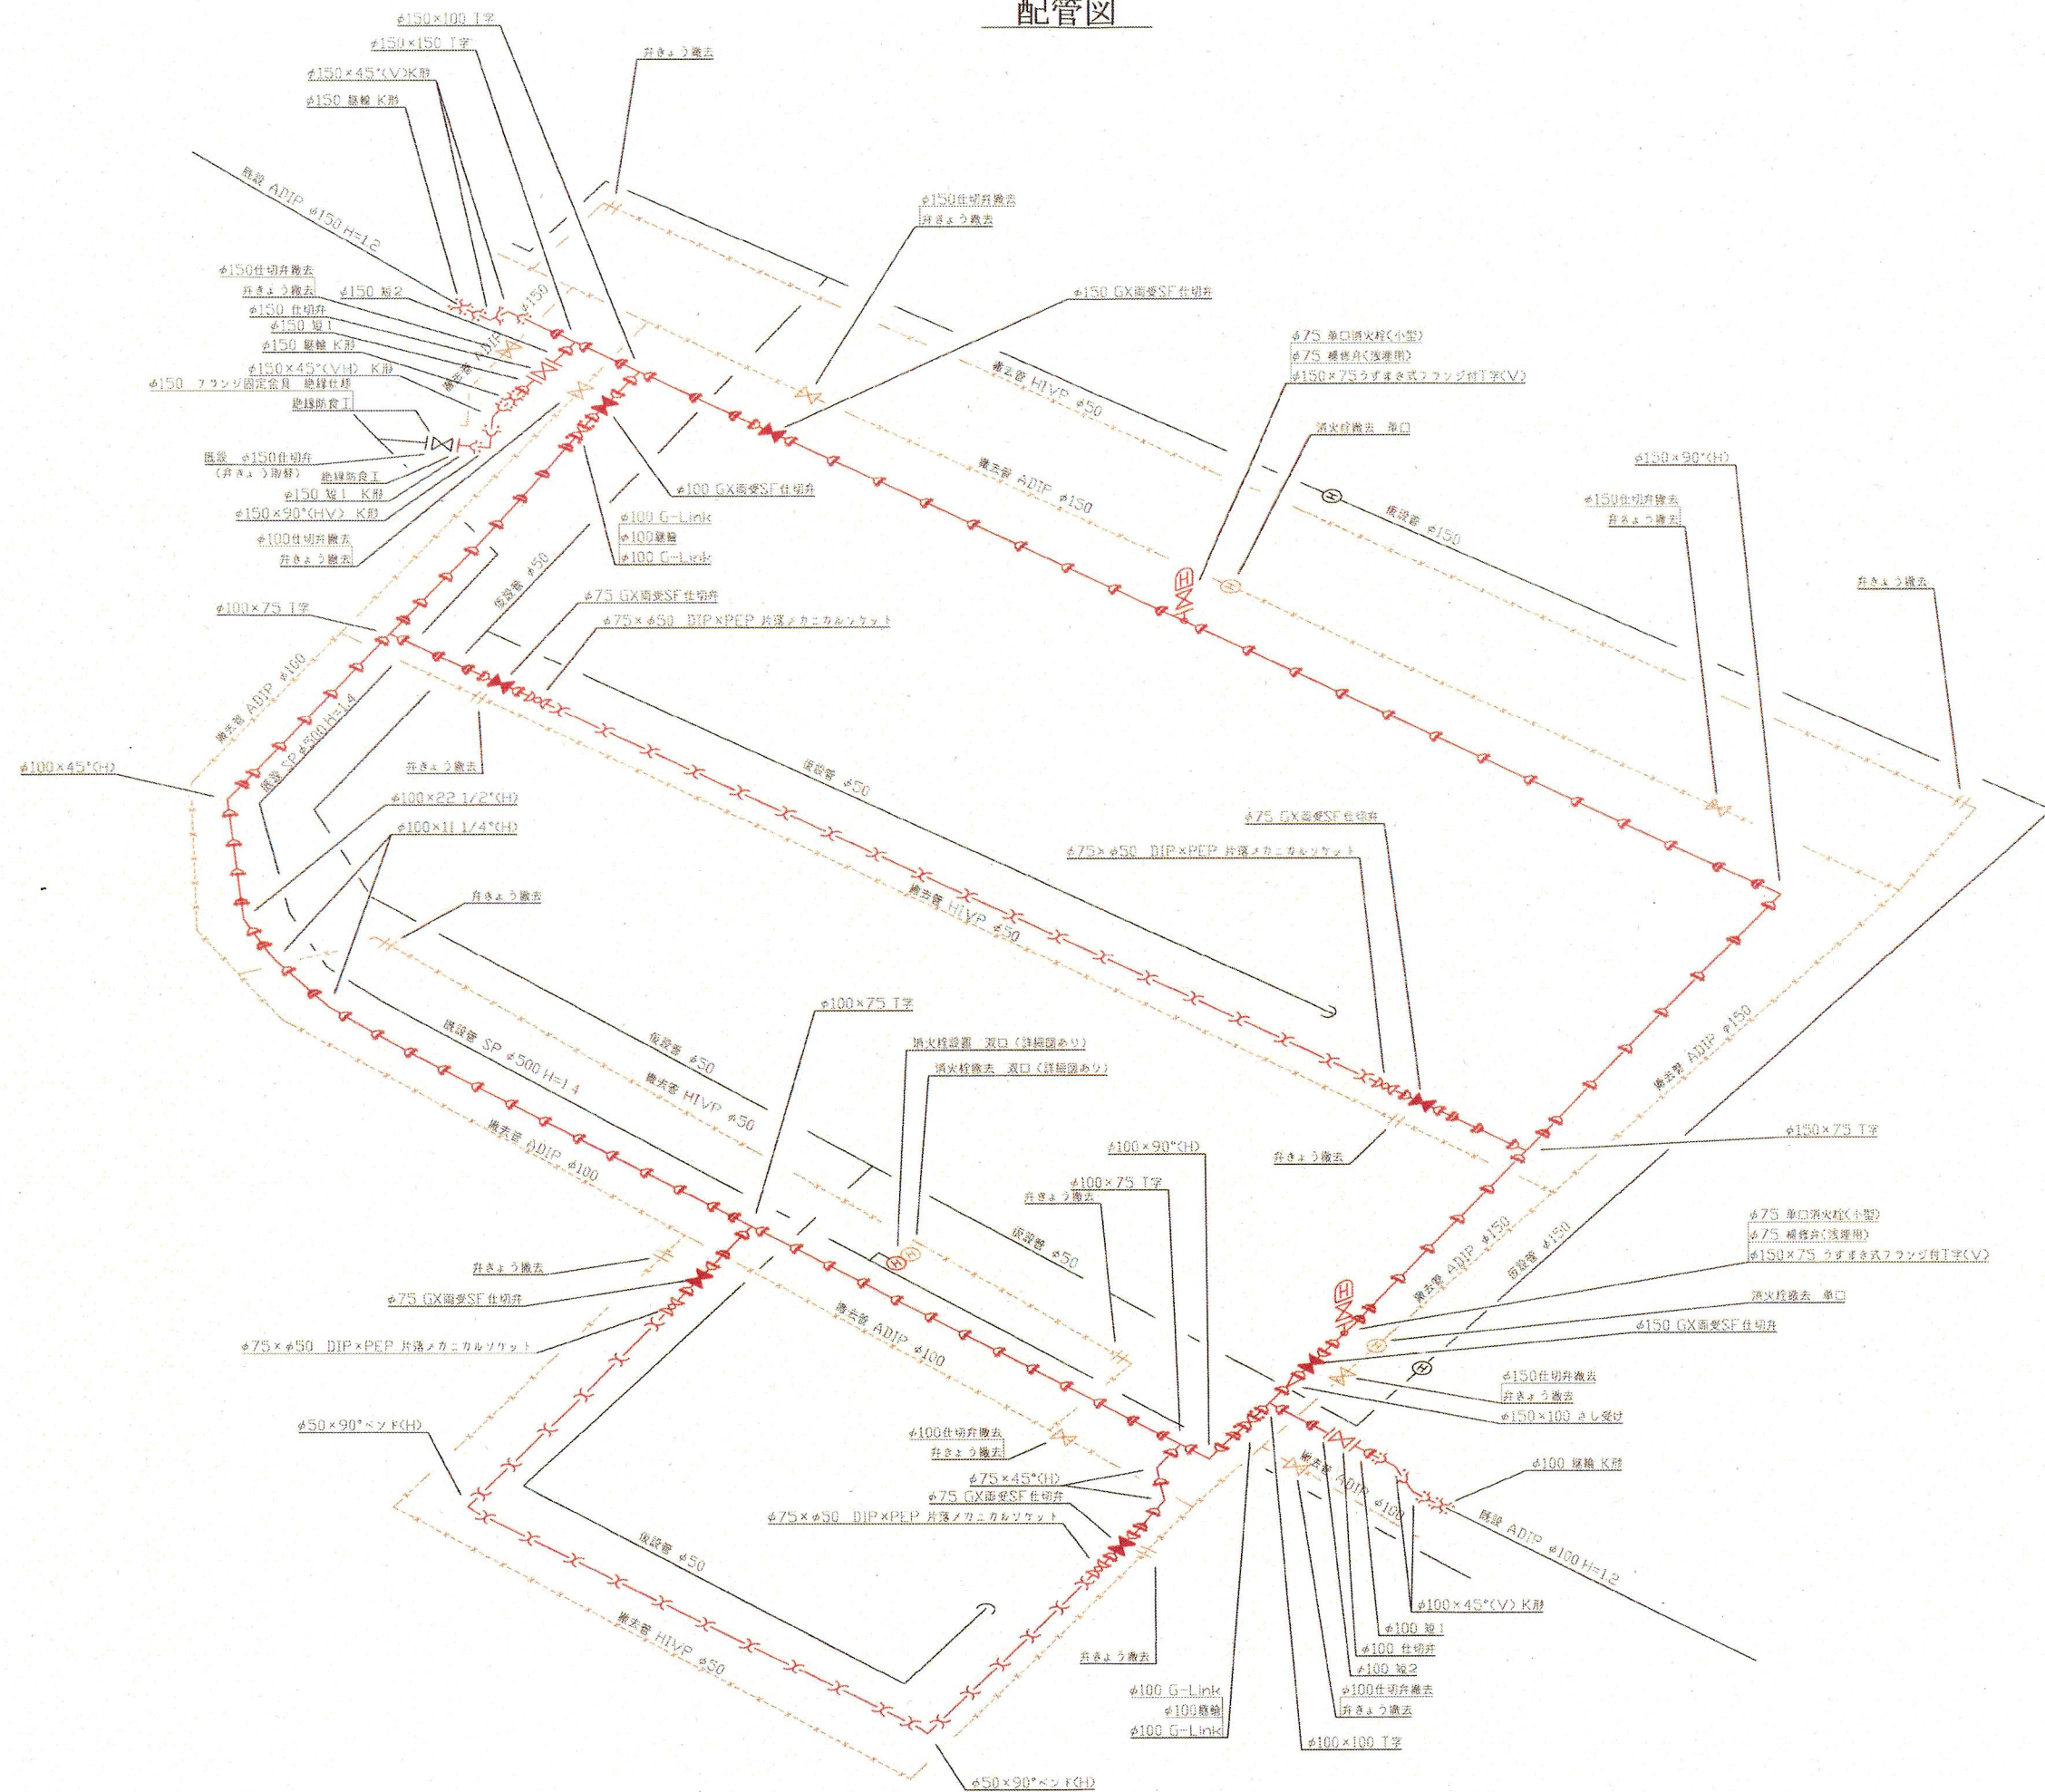 配管図
φ150×100 T字
φ150×150 T字
φ150×45°(V)K形
φ150 継輪 K形
弁きょう撤去
既設 ADIP φ150 H=1.2
φ150仕切弁撤去
弁きょう撤去
φ150 短2
φ150 仕切弁
φ150 短1
φ150 継輪 K形
φ150×45°(VH) K形
φ150 フランジ固定金具 絶縁仕様
絶縁防食工
既設 φ150仕切弁
(弁きょう取替)
絶縁防食工
φ150 短1 K形
φ150×90°(HV) K形
φ100仕切弁撤去
弁きょう撤去
撤去管 ADIP φ150
φ150仕切弁撤去
弁きょう撤去
φ150 GX両受SF仕切弁
撤去管 HIVP φ50
φ75 単口消火栓(小型)
φ75 補修弁(浅埋用)
φ150×75うずまき式フランジ付T字(V)
消火栓撤去 単口
H
仮設管 φ150
φ150×90°(H)
φ150仕切弁撤去
弁きょう撤去
弁きょう撤去
撤去管 ADIP φ150
H
H
φ100 GX両受SF仕切弁
φ100 G-Link
φ100継輪
φ100 G-Link
仮設管 φ50
φ100×75 T字
φ75 GX両受SF仕切弁
φ75×φ50 DIP×PEP 片落メカニカルソケット
撤去管 ADIP φ100
既設 SP φ500 H=1.4
弁きょう撤去
φ100×45°(H)
φ100×22 1/2°(H)
φ100×11 1/4°(H)
弁きょう撤去
仮設管 φ50
撤去管 HIVP φ50
φ75 GX両受SF仕切弁
φ75×φ50 DIP×PEP 片落メカニカルソケット
撤去管 ADIP φ150
弁きょう撤去
φ150×75 T字
既設管 SP φ500 H=1.4
仮設管 φ50
撤去管 HIVP φ50
撤去管 ADIP φ100
φ100×75 T字
消火栓設置 双口 (詳細図あり)
消火栓撤去 双口 (詳細図あり)
H
H
φ100×90°(H)
φ100×75 T字
弁きょう撤去
仮設管 φ50
弁きょう撤去
φ75 GX両受SF仕切弁
φ75×φ50 DIP×PEP 片落メカニカルソケット
撤去管 ADIP φ100
撤去管 ADIP φ150
仮設管 φ150
φ75 単口消火栓(小型)
φ75 補修弁(浅埋用)
φ150×75 うずまき式フランジ付T字(V)
消火栓撤去 単口
φ150 GX両受SF仕切弁
H
H
H
φ150仕切弁撤去
弁きょう撤去
φ150×100 さし受け
φ50×90°ベンド(H)
φ100仕切弁撤去
弁きょう撤去
φ75×45°(H)
φ75 GX両受SF仕切弁
φ75×φ50 DIP×PEP 片落メカニカルソケット
撤去管 ADIP φ100
φ100 継輪 K形
既設 ADIP φ100 H=1.2
仮設管 φ50
撤去管 HIVP φ50
φ100×45°(V) K形
φ100 短1
φ100 仕切弁
φ100 短2
φ100仕切弁撤去
弁きょう撤去
弁きょう撤去
φ100 G-Link
φ100継輪
φ100 G-Link
φ100×100 T字
φ50×90°ベンド(H)